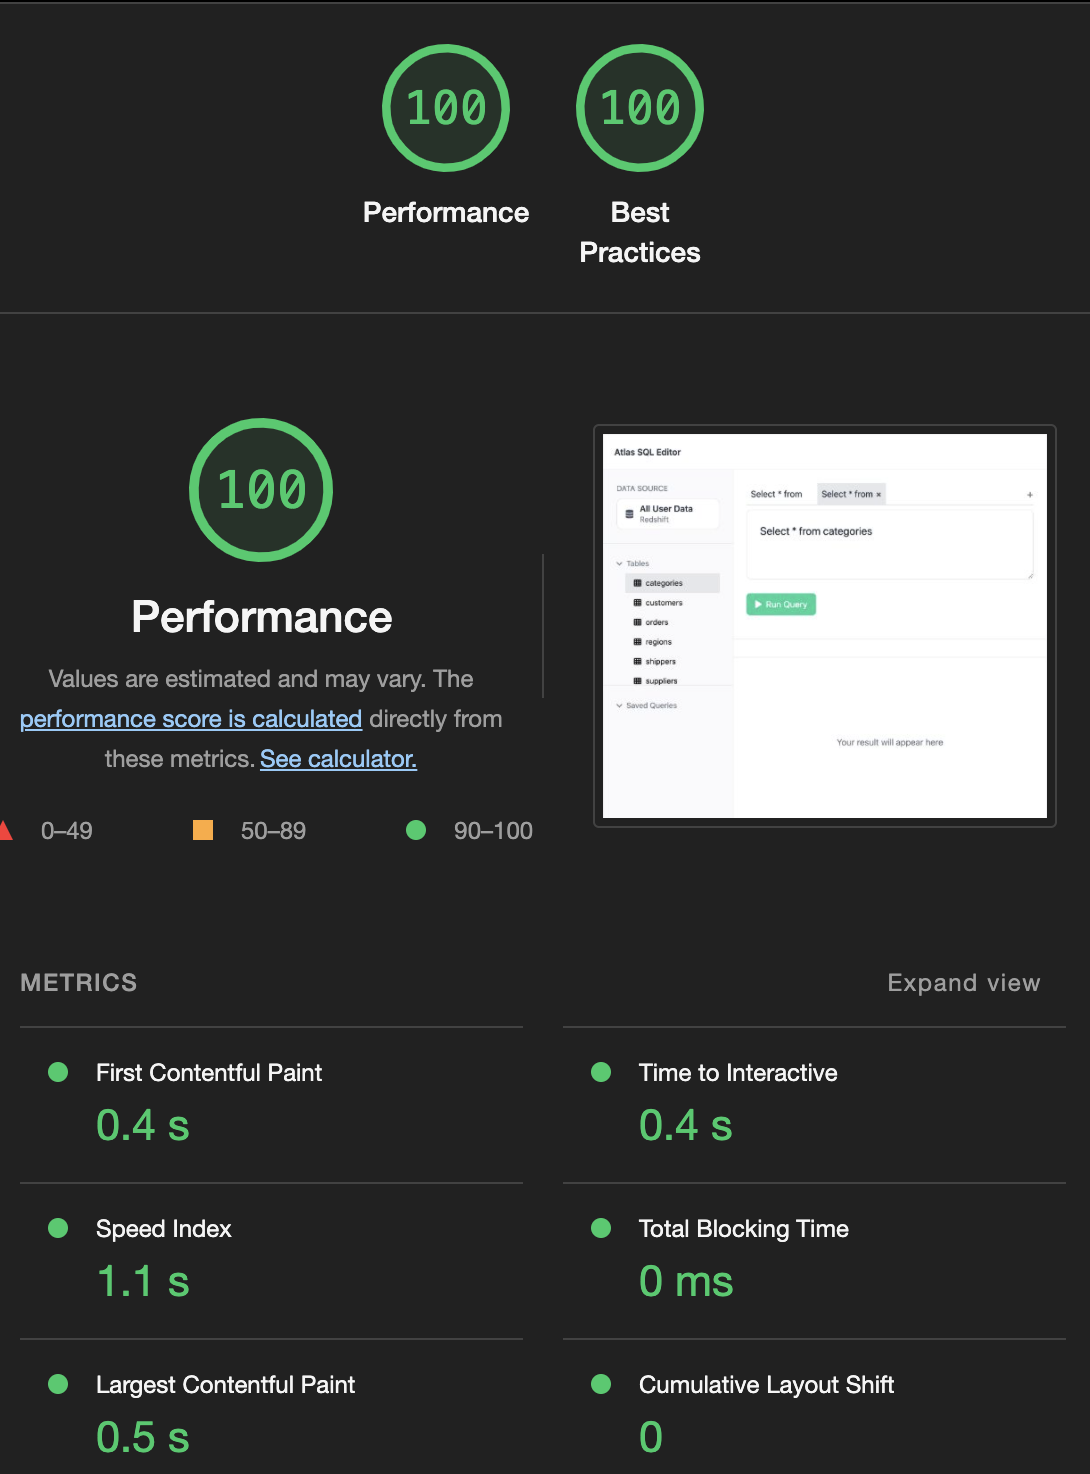 100
100
Performance
Best
Practices
100
Performance
Values are estimated and may vary. The
performance score is calculated directly from
these metrics. See calculator.
0–49
50–89
90–100
Atlas SQL Editor
DATA SOURCE
All User Data
Redshift
Tables
categories
customers
orders
regions
shippers
suppliers
Saved Queries
Select * from
Select * from ×
+
Select * from categories
Run Query
Your result will appear here
METRICS
Expand view
First Contentful Paint
0.4 s
Time to Interactive
0.4 s
Speed Index
1.1 s
Total Blocking Time
0 ms
Largest Contentful Paint
0.5 s
Cumulative Layout Shift
0